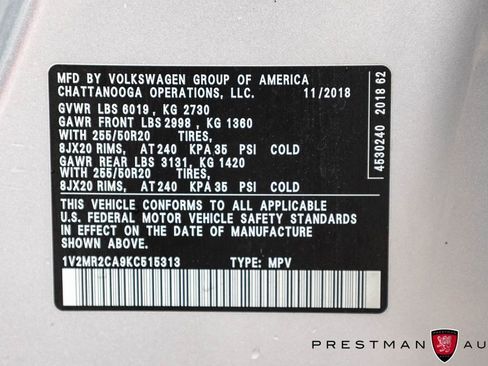 MFD BY VOLKSWAGEN GROUP OF AMERICA
CHATTANOOGA OPERATIONS, LLC. 11/2018
GVWR LBS 6019, KG 2730
GAWR FRONT LBS 2998, KG 1360
WITH 255/50R20 TIRES,
8JX20 RIMS, AT 240 KPA 35 PSI COLD
GAWR REAR LBS 3131, KG 1420
WITH 255/50R20 TIRES,
8JX20 RIMS, AT 240 KPA 35 PSI COLD
THIS VEHICLE CONFORMS TO ALL APPLICABLE
U.S. FEDERAL MOTOR VEHICLE SAFETY STANDARDS
IN EFFECT ON THE DATE OF MANUFACTURE
SHOWN ABOVE.
1V2MR2CA9KC515313 TYPE: MPV
4530240 2018 62
PRESTMAN AU